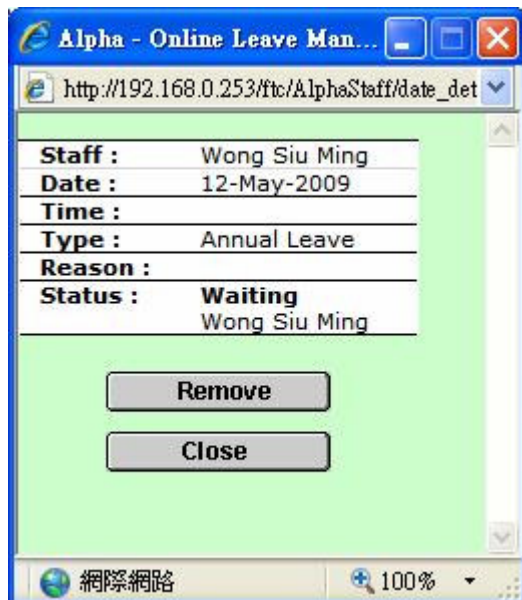 Alpha - Online Leave Man...
http://192.168.0.253/ftc/AlphaStaff/date_det
Staff : Wong Siu Ming
Date : 12-May-2009
Time :
Type : Annual Leave
Reason :
Status : Waiting
Wong Siu Ming
Remove
Close
網際網路 100%